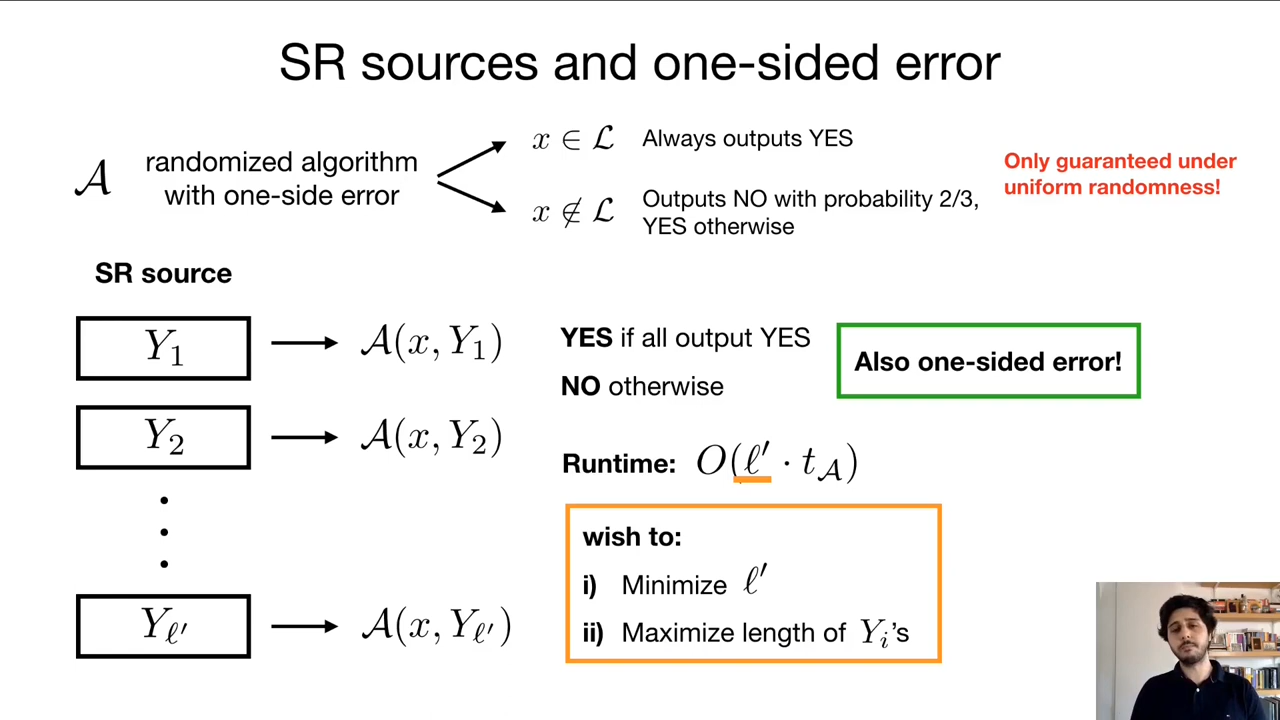 SR sources and one-sided error
𝒜 randomized algorithm
with one-side error
x ∈ ℒ Always outputs YES
x ∉ ℒ Outputs NO with probability 2/3,
YES otherwise
Only guaranteed under
uniform randomness!
SR source
Y₁ 𝒜(x, Y₁)
Y₂ 𝒜(x, Y₂)
Y_ℓ′ 𝒜(x, Y_ℓ′)
YES if all output YES
NO otherwise
Also one-sided error!
Runtime: O(ℓ′ · t_𝒜)
wish to:
i) Minimize ℓ′
ii) Maximize length of Yᵢ's